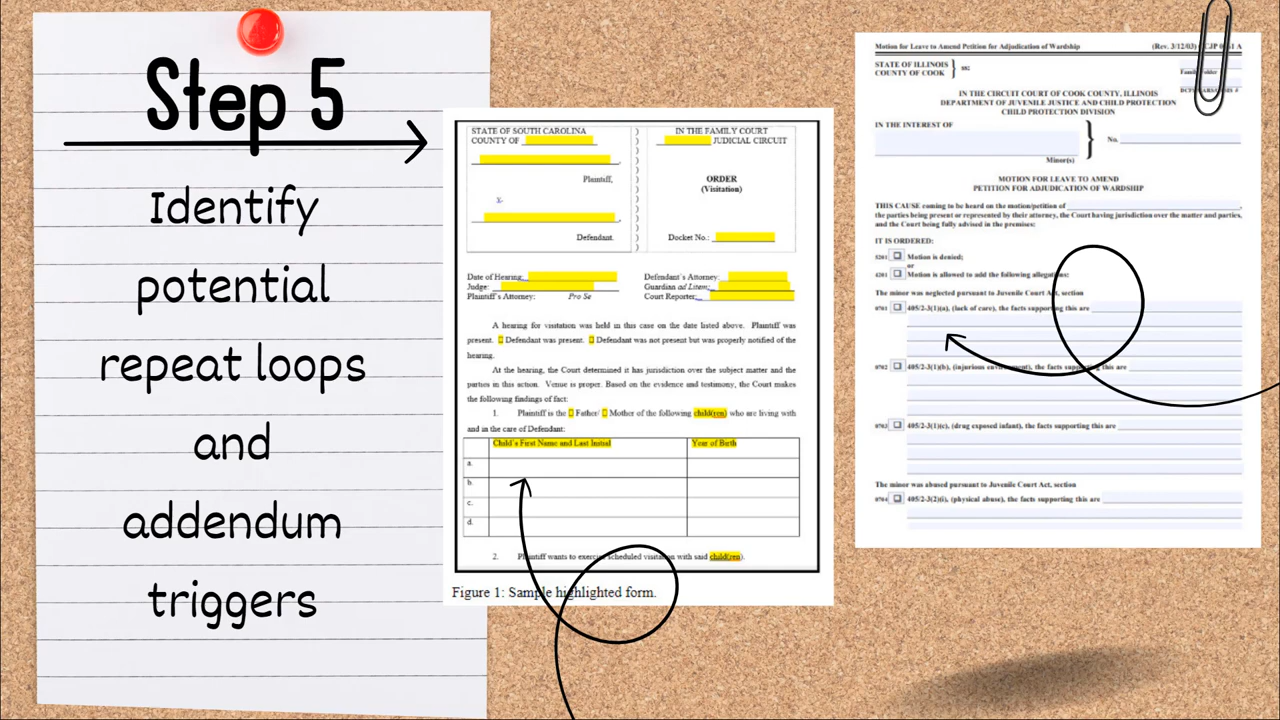 Step 5
Identify
potential
repeat loops
and
addendum
triggers
STATE OF SOUTH CAROLINA
COUNTY OF
Plaintiff,
v.
Defendant.
)
)
)
)
)
)
)
)
)
)
IN THE FAMILY COURT
JUDICIAL CIRCUIT
ORDER
(Visitation)
Docket No.:
Date of Hearing:
Judge:
Plaintiff's Attorney: Pro Se
Defendant's Attorney:
Guardian ad Litem:
Court Reporter:
A hearing for visitation was held in this case on the date listed above. Plaintiff was
present. Defendant was present. Defendant was not present but was properly notified of the
hearing.
At the hearing, the Court determined it has jurisdiction over the subject matter and the
parties in this action. Venue is proper. Based on the evidence and testimony, the Court makes
the following findings of fact:
1. Plaintiff is the Father/ Mother of the following child(ren) who are living with
and in the care of Defendant:
Child's First Name and Last Initial Year of Birth
a.
b.
c.
d.
2. Plaintiff wants to exercise scheduled visitation with said child(ren).
Figure 1: Sample highlighted form.
Motion for Leave to Amend Petition for Adjudication of Wardship (Rev. 3/12/03) A
STATE OF ILLINOIS
COUNTY OF COOK
Family Folder
IN THE CIRCUIT COURT OF COOK COUNTY, ILLINOIS
DEPARTMENT OF JUVENILE JUSTICE AND CHILD PROTECTION
CHILD PROTECTION DIVISION
IN THE INTEREST OF
No.
Minor(s)
MOTION FOR LEAVE TO AMEND
PETITION FOR ADJUDICATION OF WARDSHIP
THIS CAUSE coming to be heard on the motion/petition of
the parties being present or represented by their attorney, the Court having jurisdiction over the matter and parties,
and the Court being fully advised in the premises:
IT IS ORDERED:
5201 Motion is denied;
or
4201 Motion is allowed to add the following allegations:
The minor was neglected pursuant to Juvenile Court Act, section
0701 405/2-3(1)(a), (lack of care), the facts supporting this are
0702 405/2-3(1)(b), (injurious environment), the facts supporting this are
0703 405/2-3(1)(c), (drug exposed infant), the facts supporting this are
The minor was abused pursuant to Juvenile Court Act, section
0704 405/2-3(2)(i), (physical abuse), the facts supporting this are